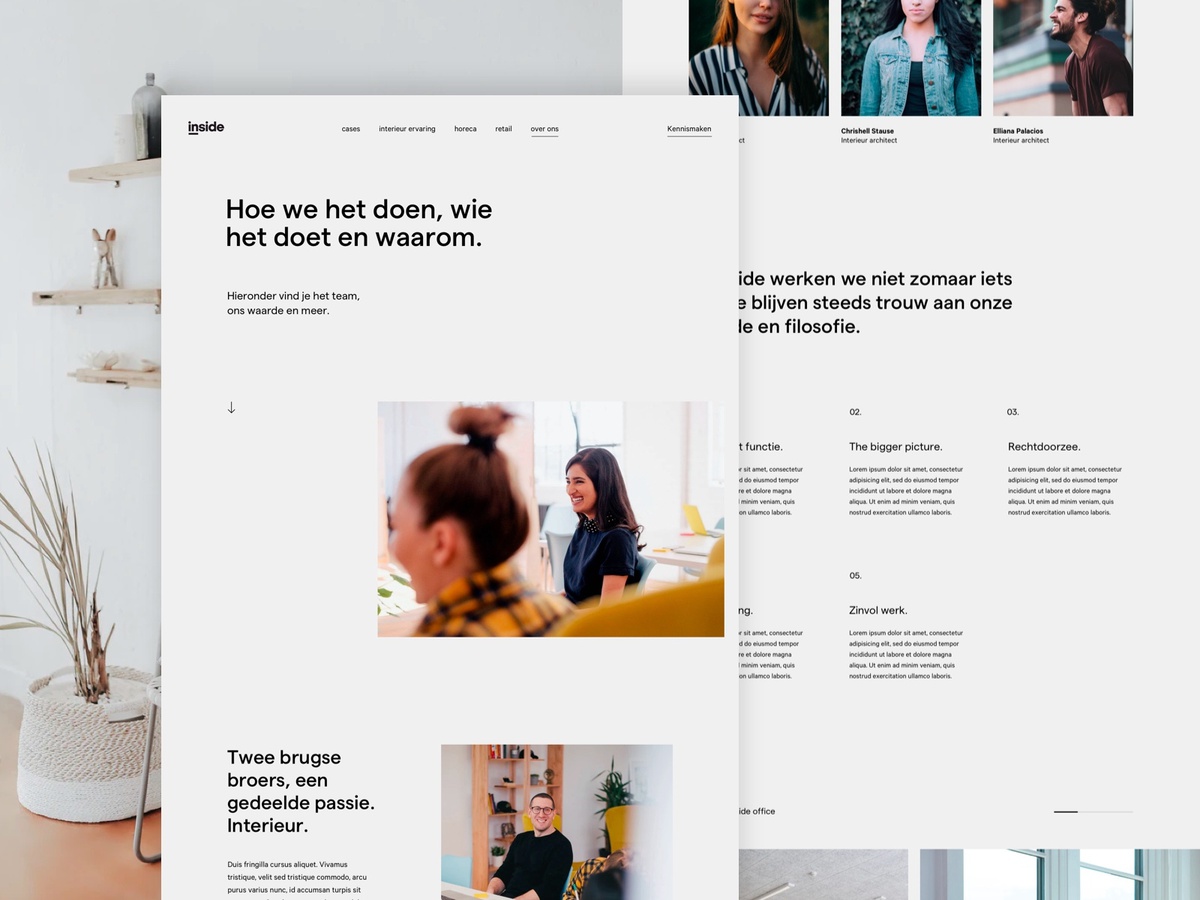 inside
cases
interieur ervaring
horeca
retail
over ons
Kennismaken
Hoe we het doen, wie
het doet en waarom.
Hieronder vind je het team,
ons waarde en meer.
Twee brugse
broers, een
gedeelde passie.
Interieur.
Duis fringilla cursus aliquet. Vivamus
tristique, velit sed tristique commodo, arcu
purus varius nunc, id accumsan turpis sit
Chrishell Stause
Interieur architect
Elliana Palacios
Interieur architect
werken we niet zomaar iets
blijven steeds trouw aan onze
en filosofie.
functie.
sit amet, consectetur
do eiusmod tempor
et dolore magna
minim veniam, quis
ullamco laboris.
02.
The bigger picture.
Lorem ipsum dolor sit amet, consectetur
adipisicing elit, sed do eiusmod tempor
incididunt ut labore et dolore magna
aliqua. Ut enim ad minim veniam, quis
nostrud exercitation ullamco laboris.
03.
Rechtdoorzee.
Lorem ipsum dolor sit amet, consectetur
adipisicing elit, sed do eiusmod tempor
incididunt ut labore et dolore magna
aliqua. Ut enim ad minim veniam, quis
nostrud exercitation ullamco laboris.
sit amet, consectetur
do eiusmod tempor
et dolore magna
minim veniam, quis
ullamco laboris.
05.
Zinvol werk.
Lorem ipsum dolor sit amet, consectetur
adipisicing elit, sed do eiusmod tempor
incididunt ut labore et dolore magna
aliqua. Ut enim ad minim veniam, quis
nostrud exercitation ullamco laboris.
office